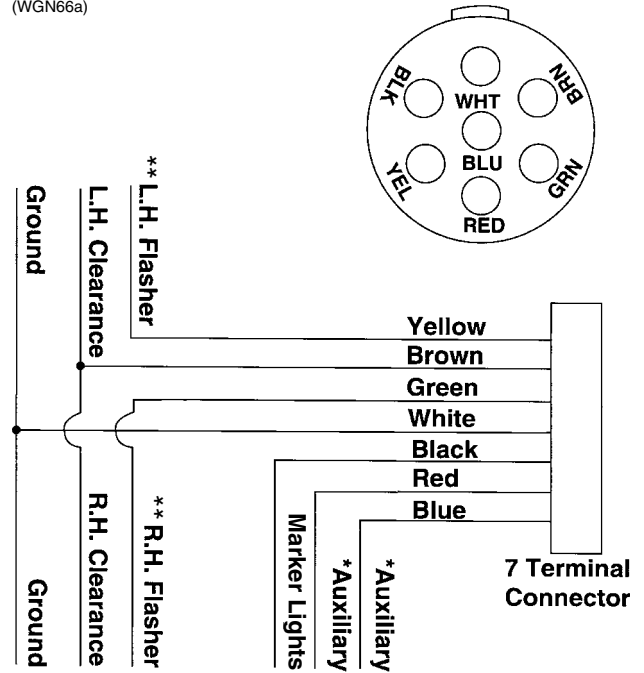 (WGN66a)
BLK
BRN
WHT
BLU
YEL
GRN
RED
Ground
L.H. Clearance
** L.H. Flasher
Yellow
Brown
Green
White
Black
Red
Blue
Ground
R.H. Clearance
** R.H. Flasher
Marker Lights
*Auxiliary
*Auxiliary
7 Terminal
Connector